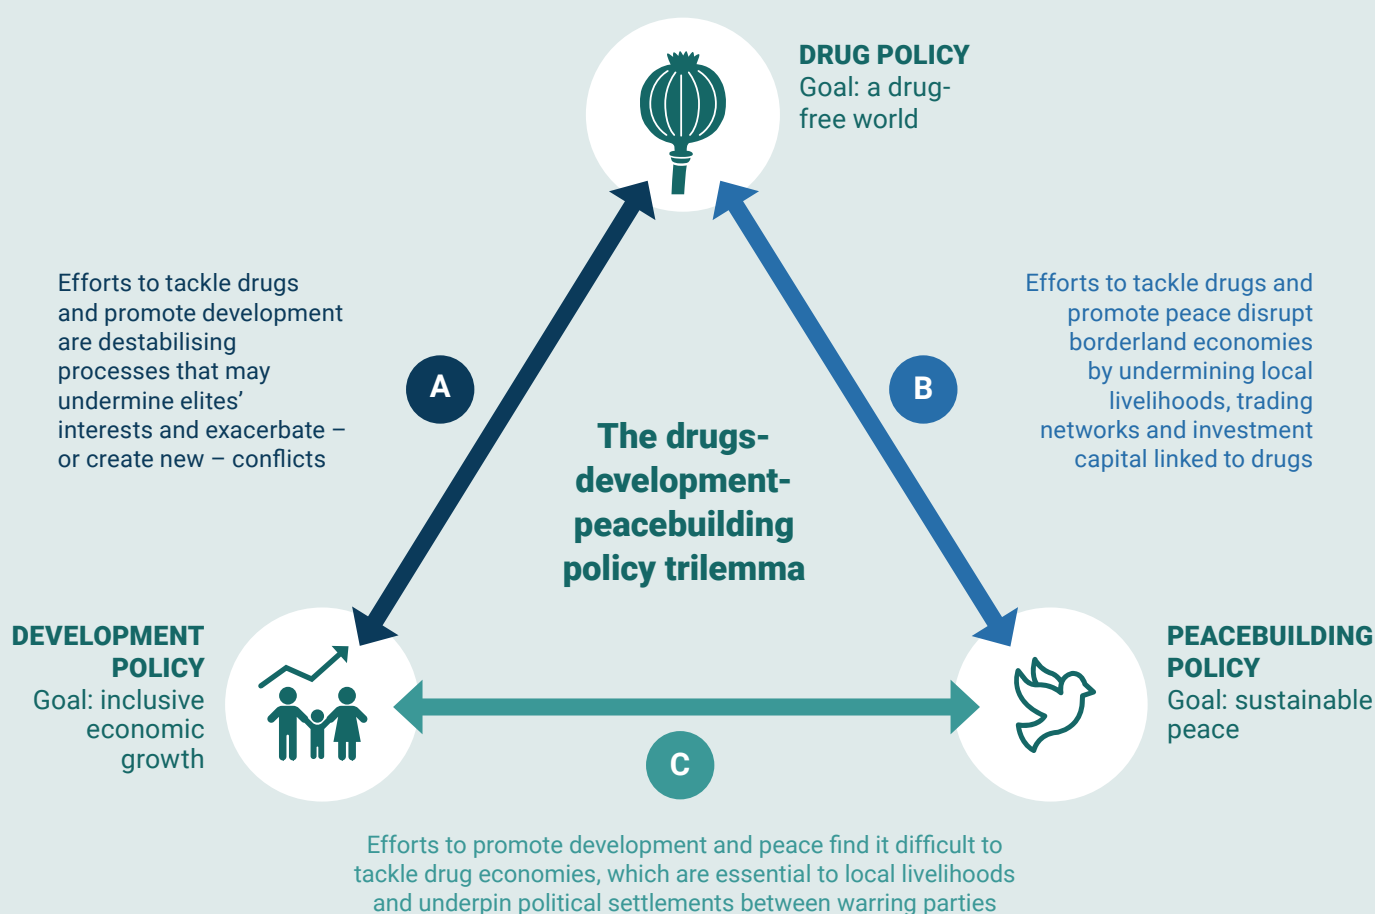 DRUG POLICY
Goal: a drug-
free world
Efforts to tackle drugs
and promote development
are destabilising
processes that may
undermine elites’
interests and exacerbate –
or create new – conflicts
A
The drugs-
development-
peacebuilding
policy trilemma
B
Efforts to tackle drugs and
promote peace disrupt
borderland economies
by undermining local
livelihoods, trading
networks and investment
capital linked to drugs
DEVELOPMENT
POLICY
Goal: inclusive
economic
growth
PEACEBUILDING
POLICY
Goal: sustainable
peace
C
Efforts to promote development and peace find it difficult to
tackle drug economies, which are essential to local livelihoods
and underpin political settlements between warring parties